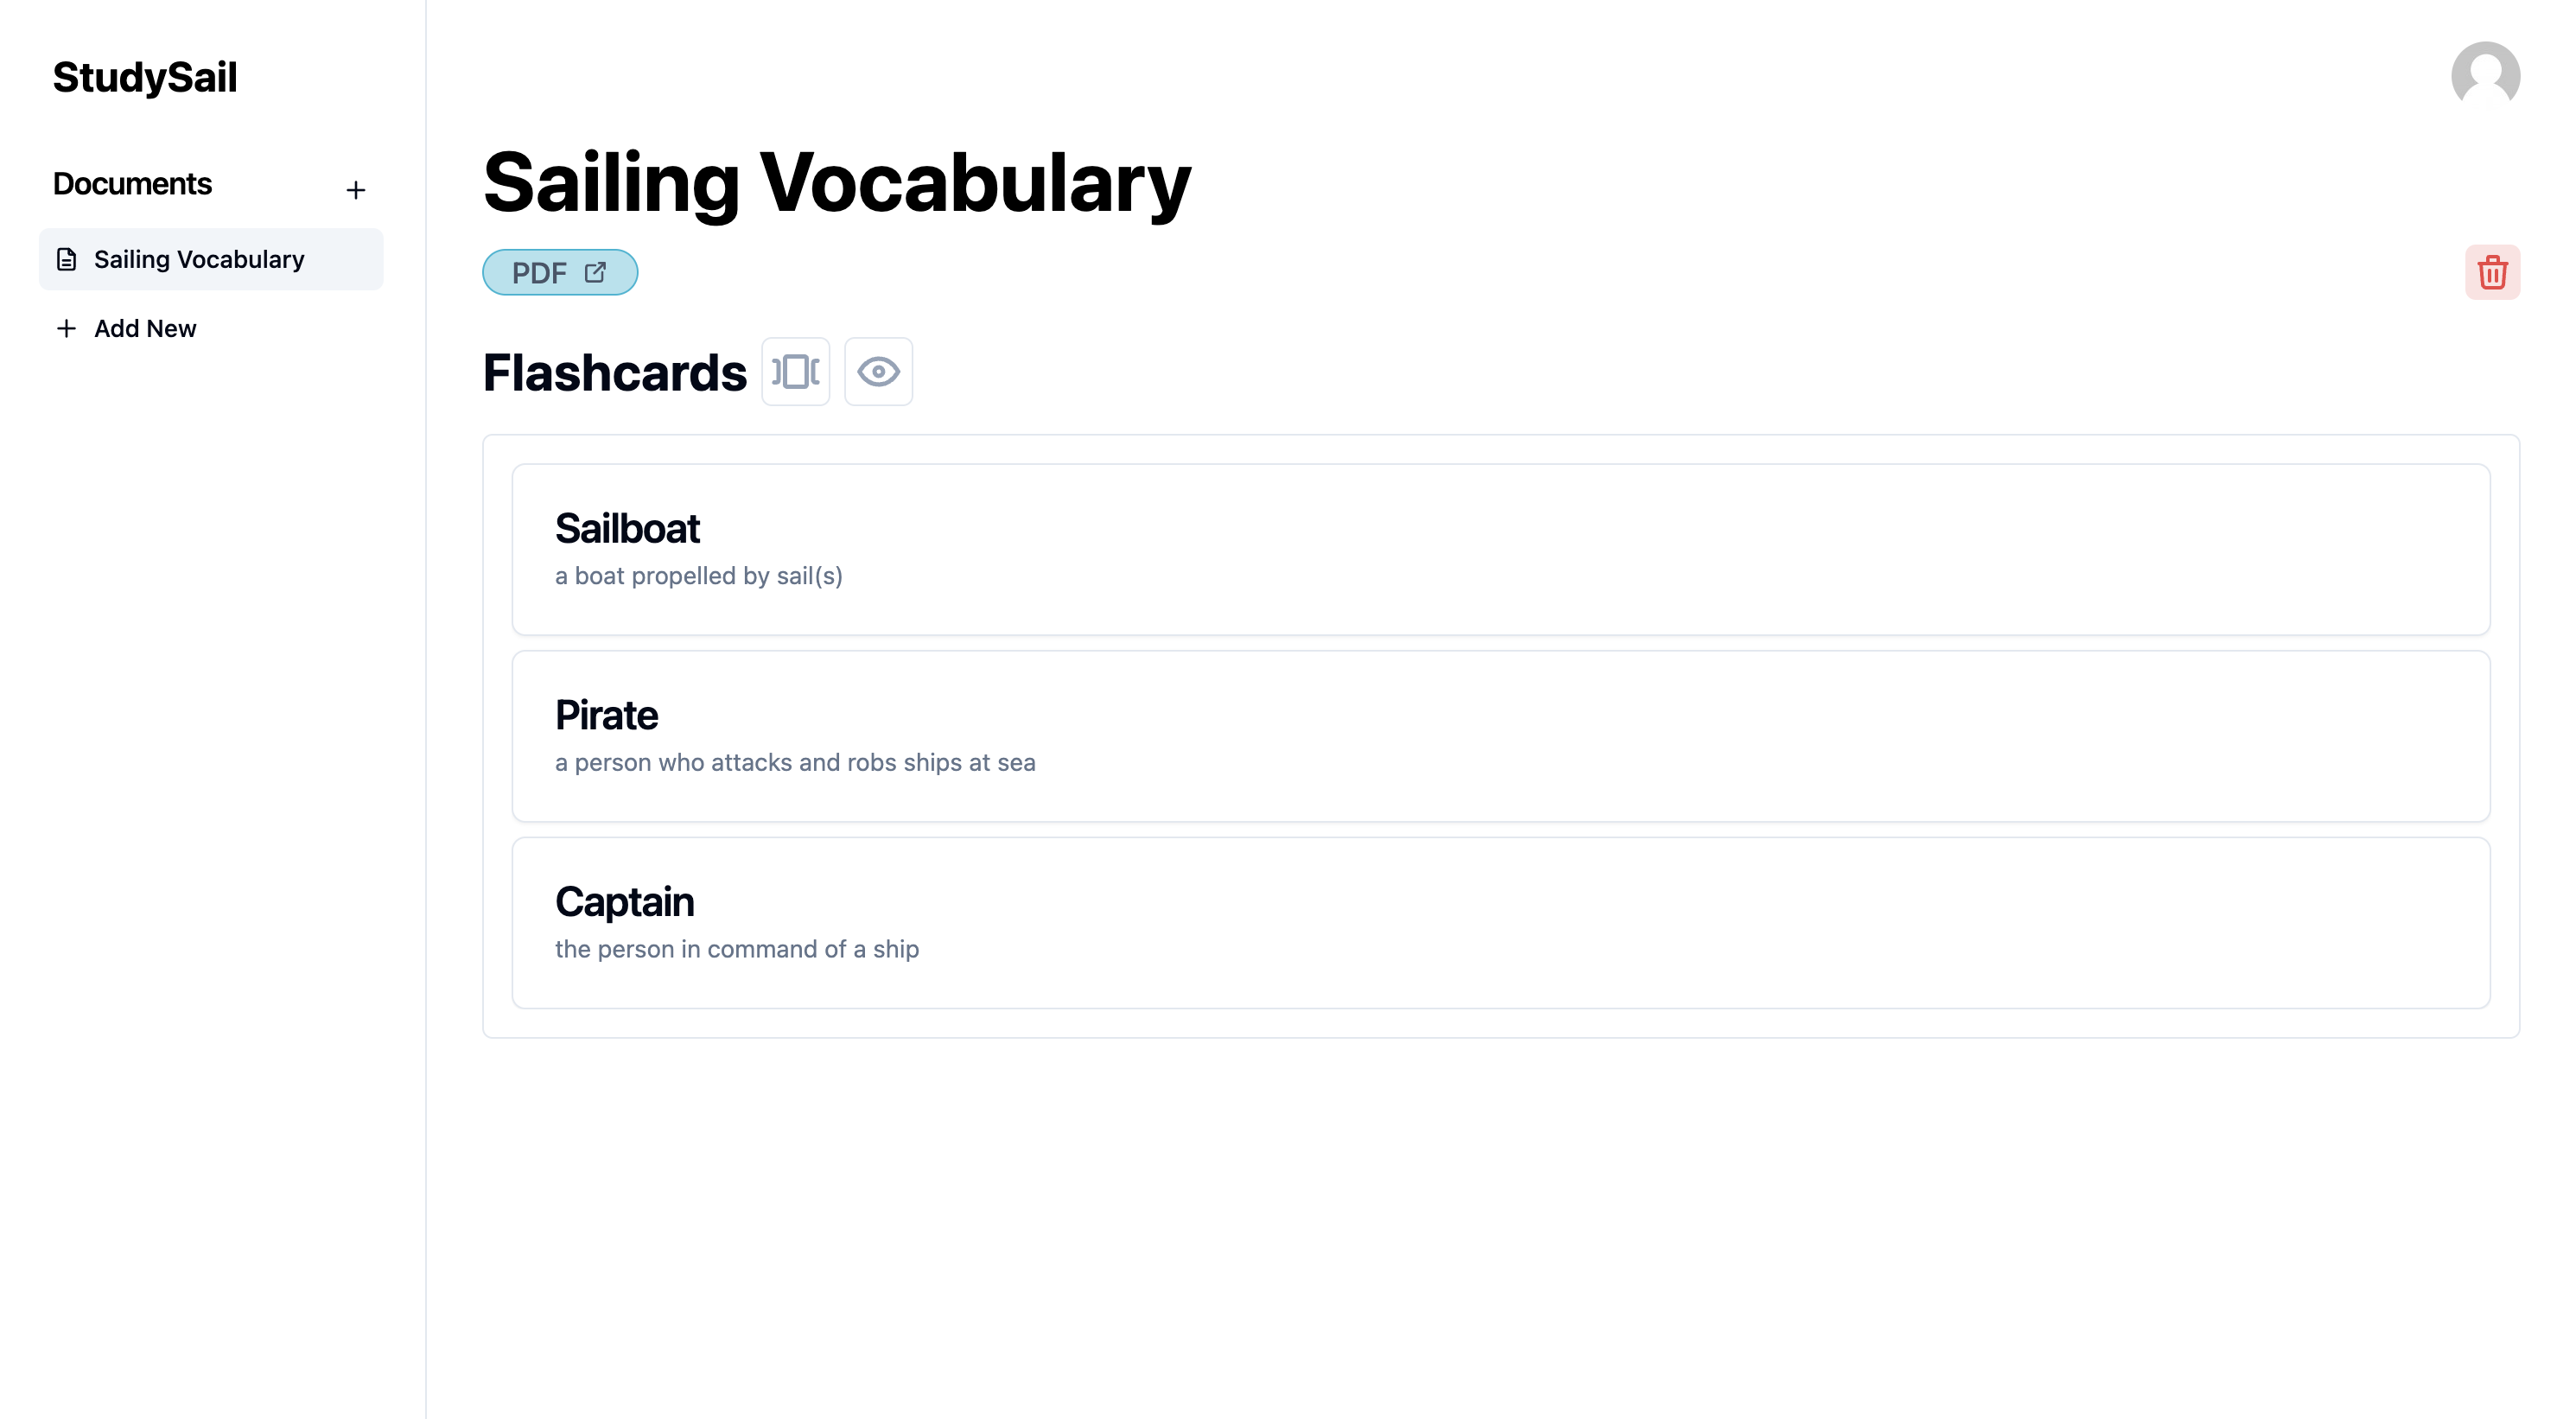 StudySail
Documents
Sailing Vocabulary
Add New
Sailing Vocabulary
PDF
Flashcards
Sailboat
a boat propelled by sail(s)
Pirate
a person who attacks and robs ships at sea
Captain
the person in command of a ship